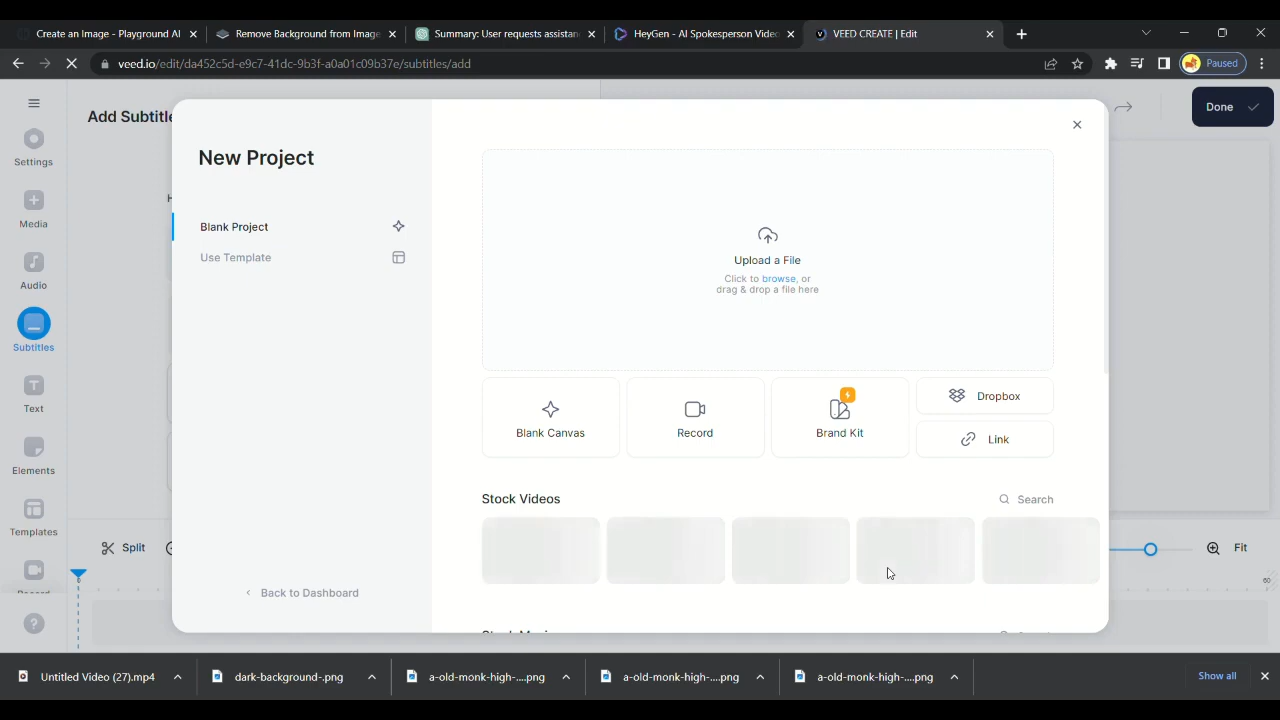 Create an Image - Playground AI
Remove Background from Image
Summary: User requests assistan
HeyGen - AI Spokesperson Video
VEED CREATE | Edit
veed.io/edit/da452c5d-e9c7-41dc-9b3f-a0a01c09b37e/subtitles/add
Paused
Settings
Media
Audio
Subtitles
Text
Elements
Templates
Add Subtitle
Done
New Project
Blank Project
Use Template
Back to Dashboard
Upload a File
Click to browse, or
drag & drop a file here
Blank Canvas
Record
Brand Kit
Dropbox
Link
Stock Videos
Search
Split
Fit
60
Untitled Video (27).mp4
dark-background-.png
a-old-monk-high-....png
a-old-monk-high-....png
a-old-monk-high-....png
Show all